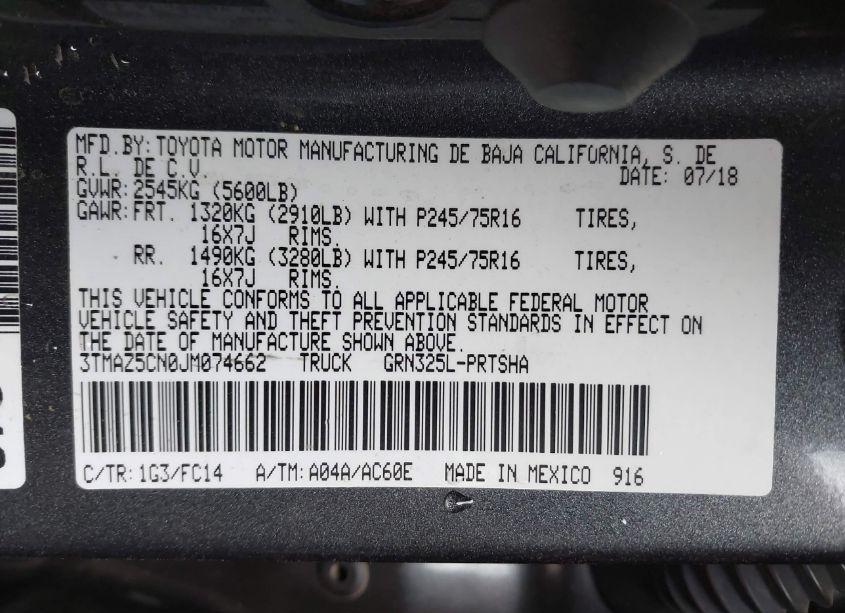 MFD.BY: TOYOTA MOTOR MANUFACTURING DE BAJA CALIFORNIA, S. DE
R.L. DE C.V. DATE: 07/18
GVWR: 2545KG (5600LB)
GAWR: FRT. 1320KG (2910LB) WITH P245/75R16 TIRES,
16X7J RIMS.
RR. 1490KG (3280LB) WITH P245/75R16 TIRES,
16X7J RIMS.
THIS VEHICLE CONFORMS TO ALL APPLICABLE FEDERAL MOTOR
VEHICLE SAFETY AND THEFT PREVENTION STANDARDS IN EFFECT ON
THE DATE OF MANUFACTURE SHOWN ABOVE.
3TMAZ5CN0JM074662 TRUCK GRN325L-PRTSHA
C/TR: 1G3/FC14 A/TM: A04A/AC60E MADE IN MEXICO 916